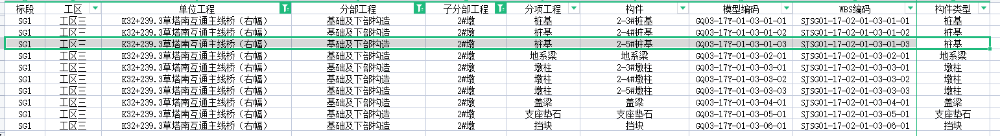 标段 工区 单位工程 分部工程 子分部工程 分项工程 构件 模型编码 WBS编码 构件类型
SG1 工区三 K32+239.3草塔南互通主线桥（右幅） 基础及下部构造 2#墩 桩基 2-3#桩基 GQ03-17Y-01-03-01-01 SJSG01-17-02-01-03-01-01 桩基
SG1 工区三 K32+239.3草塔南互通主线桥（右幅） 基础及下部构造 2#墩 桩基 2-4#桩基 GQ03-17Y-01-03-01-02 SJSG01-17-02-01-03-01-02 桩基
SG1 工区三 K32+239.3草塔南互通主线桥（右幅） 基础及下部构造 2#墩 桩基 2-5#桩基 GQ03-17Y-01-03-01-03 SJSG01-17-02-01-03-01-03 桩基
SG1 工区三 K32+239.3草塔南互通主线桥（右幅） 基础及下部构造 2#墩 地系梁 地系梁 GQ03-17Y-01-03-02-01 SJSG01-17-02-01-03-02-01 地系梁
SG1 工区三 K32+239.3草塔南互通主线桥（右幅） 基础及下部构造 2#墩 墩柱 2-3#墩柱 GQ03-17Y-01-03-03-01 SJSG01-17-02-01-03-03-01 墩柱
SG1 工区三 K32+239.3草塔南互通主线桥（右幅） 基础及下部构造 2#墩 墩柱 2-4#墩柱 GQ03-17Y-01-03-03-02 SJSG01-17-02-01-03-03-02 墩柱
SG1 工区三 K32+239.3草塔南互通主线桥（右幅） 基础及下部构造 2#墩 墩柱 2-5#墩柱 GQ03-17Y-01-03-03-03 SJSG01-17-02-01-03-03-03 墩柱
SG1 工区三 K32+239.3草塔南互通主线桥（右幅） 基础及下部构造 2#墩 盖梁 盖梁 GQ03-17Y-01-03-04-01 SJSG01-17-02-01-03-04-01 盖梁
SG1 工区三 K32+239.3草塔南互通主线桥（右幅） 基础及下部构造 2#墩 支座垫石 支座垫石 GQ03-17Y-01-03-05-01 SJSG01-17-02-01-03-05-01 支座垫石
SG1 工区三 K32+239.3草塔南互通主线桥（右幅） 基础及下部构造 2#墩 挡块 挡块 GQ03-17Y-01-03-06-01 SJSG01-17-02-01-03-06-01 挡块